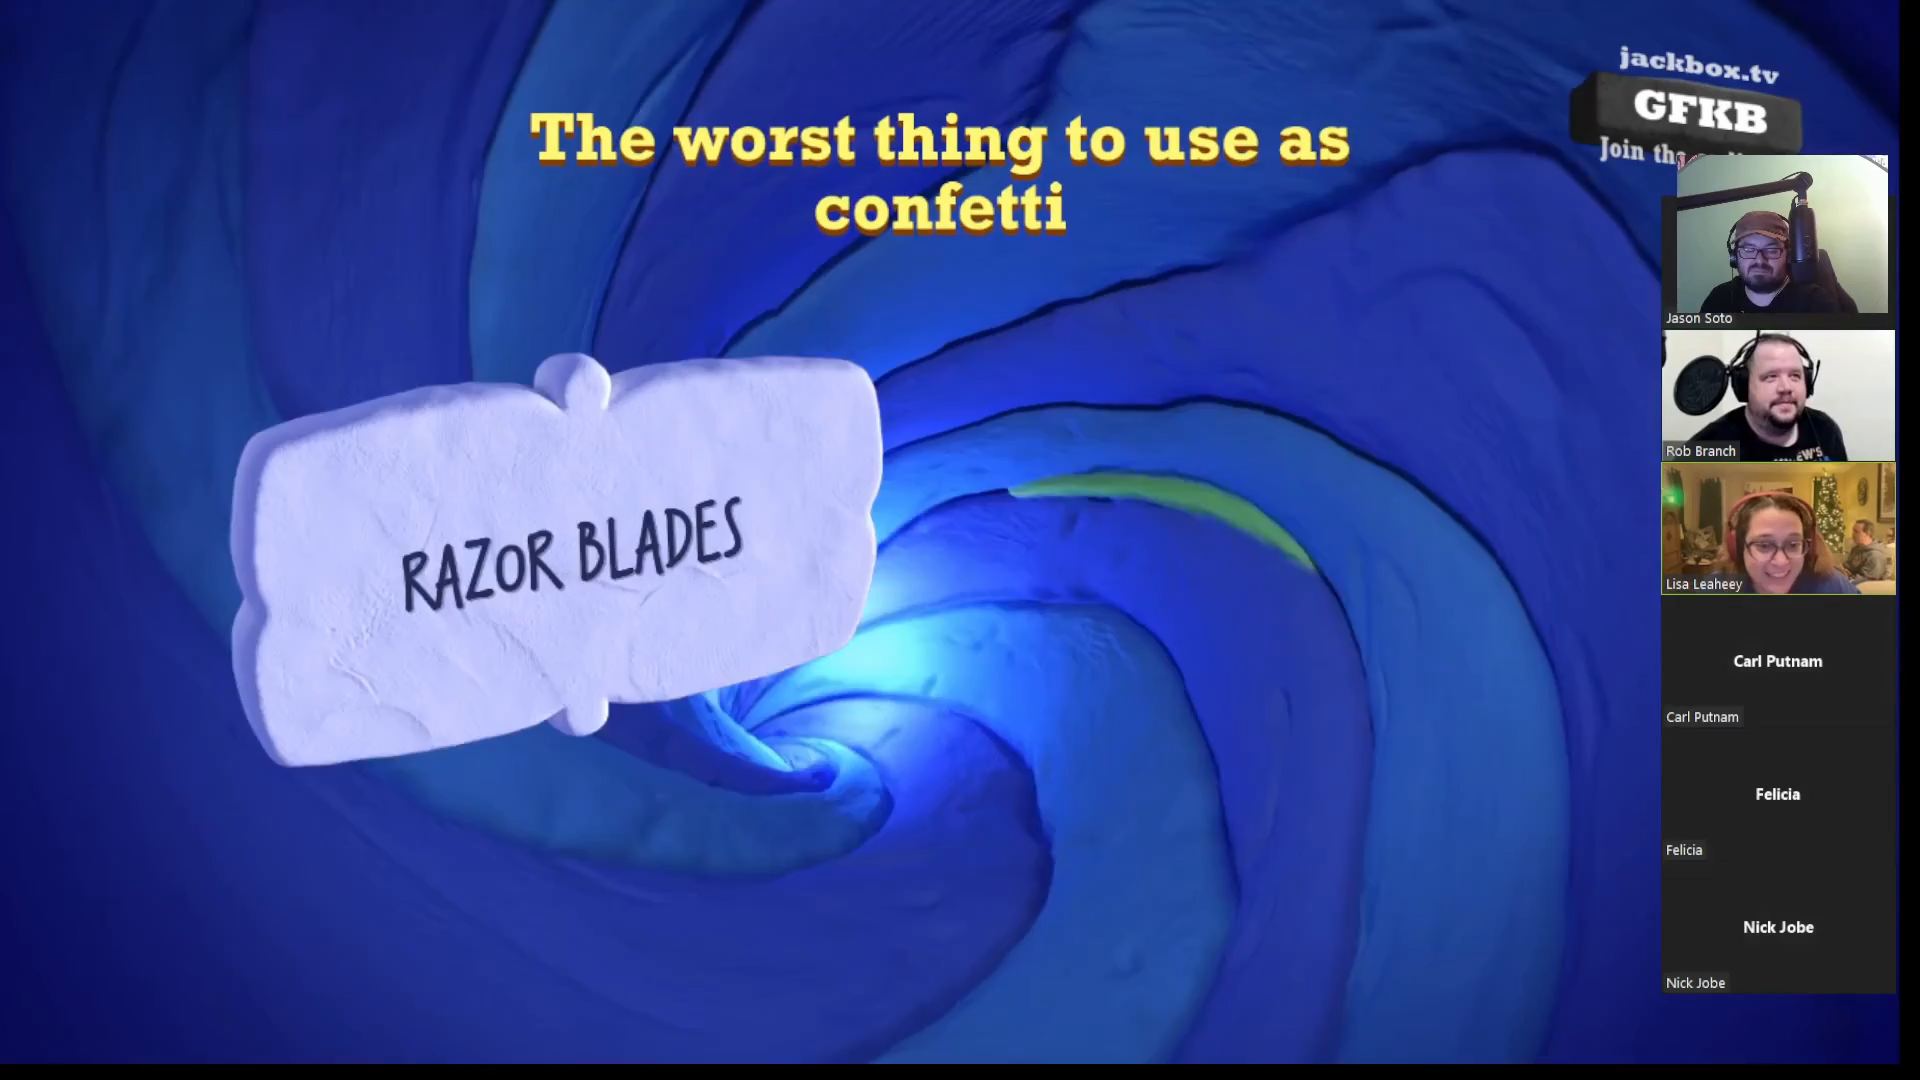 jackbox.tv
GFKB
Join the
The worst thing to use as
confetti
RAZOR BLADES
Jason Soto
Rob Branch
Lisa Leaheey
Carl Putnam
Carl Putnam
Felicia
Felicia
Nick Jobe
Nick Jobe